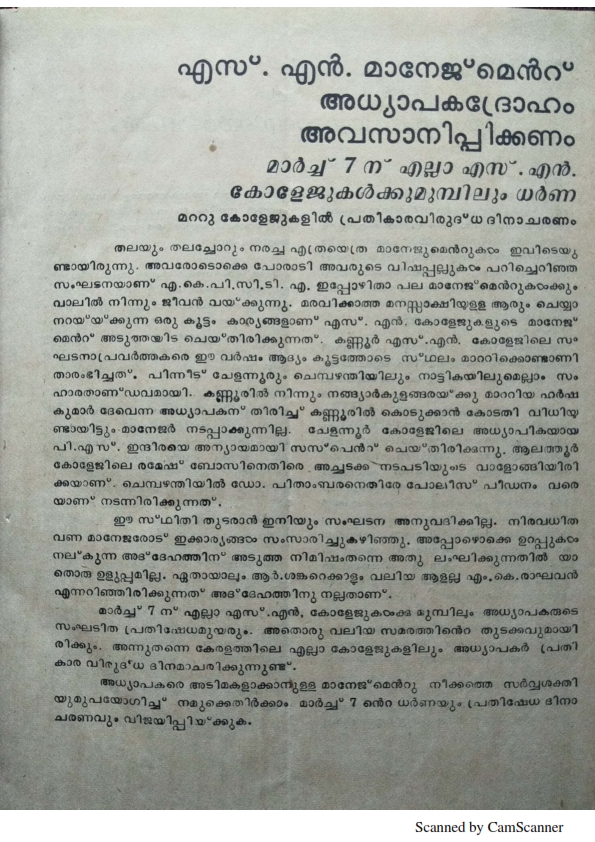 എസ്. എൻ. മാനേജ്മെൻറ്
അധ്യാപകദ്രോഹം
അവസാനിപ്പിക്കണം
മാർച്ച് 7 ന് എല്ലാ എസ്.എൻ.
കോളേജുകൾക്കുമുമ്പിലും ധർണ
മററു കോളേജുകളിൽ പ്രതികാരവിരുദ്ധ ദിനാചരണം
തലയും തലച്ചോറും നരച്ച എത്രയെത്ര മാനേജുമെൻറുകൾ ഇവിടെയു
ണ്ടായിരുന്നു. അവരോടൊക്കെ പോരാടി അവരുടെ വിഷപ്പല്ലുകൾ പറിച്ചെറിഞ്ഞ
സംഘടനയാണ് എ.കെ.പി.സി.ടി. എ. ഇപ്പോഴിതാ പല മാനേജ്മെൻറുകൾക്കും
വാലിൽ നിന്നും ജീവൻ വയ്ക്കുന്നു. മരവിക്കാത്ത മനസ്സാക്ഷിയുള്ള ആരും ചെയ്യാ
നറയ്യ്ക്കുന്ന ഒരു കൂട്ടം കാര്യങ്ങളാണ് എസ്. എൻ. കോളേജുകളുടെ മാനേജ്
മെൻറ് അടുത്തയിട ചെയ്തിരിക്കുന്നത്. കണ്ണൂർ എസ്.എൻ. കോളേജിലെ സം
ഘടനാപ്രവർത്തകരെ ഈ വർഷം ആദ്യം കൂട്ടത്തോടെ സ്ഥലം മാററിക്കൊണ്ടാണി
താരംഭിച്ചത്. പിന്നീട് ചേളന്നൂരും ചെമ്പഴന്തിയിലും നാട്ടികയിലുമെല്ലാം സം
ഹാരതാണ്ഡവമായി. കണ്ണൂരിൽ നിന്നും നങ്ങ്യാർകുളങ്ങരയ്ക്കു മാററിയ ഹർഷ
കുമാർ ദേവെന്ന അധ്യാപകന് തിരിച്ച് കണ്ണൂരിൽ കൊടുക്കാൻ കോടതി വിധിയു
ണ്ടായിട്ടും മാനേജർ നടപ്പാക്കുന്നില്ല. ചേളന്നൂർ കോളേജിലെ അധ്യാപികയായ
പി.എസ്. ഇന്ദിരയെ അന്യായമായി സസ്പെൻറ് ചെയ്തിരിക്കുന്നു. ആലത്തൂർ
കോളേജിലെ രമേഷ് ബോസിനെതിരെ അച്ചടക്ക നടപടിയുടെ വാളോങ്ങിയിരി
ക്കയാണ്. ചെമ്പഴന്തിയിൽ ഡോ. പിതാംബരനെതിരേ പോലീസ് പീഡനം വരെ
യാണ് നടന്നിരിക്കുന്നത്.
ഈ സ്ഥിതി തുടരാൻ ഇനിയും സംഘടന അനുവദിക്കില്ല. നിരവധിത
വണ മാനേജരോട് ഇക്കാര്യങ്ങൾ സംസാരിച്ചുകഴിഞ്ഞു. അപ്പോഴൊക്കെ ഉറപ്പുകൾ
നല്കുന്ന അദ്ദേഹത്തിന് അടുത്ത നിമിഷംതന്നെ അതു ലംഘിക്കുന്നതിൽ യാ
തൊരു ഉളുപ്പുമില്ല. ഏതായാലും ആർ.ശങ്കറെക്കാളും വലിയ ആളല്ല എം.കെ.രാഘവൻ
എന്നറിഞ്ഞിരിക്കുന്നത് അദ്ദേഹത്തിനു നല്ലതാണ്.
മാർച്ച് 7 ന് എല്ലാ എസ്.എൻ. കോളേജുകൾക്കു മുമ്പിലും അധ്യാപകരുടെ
സംഘടിത പ്രതിഷേധമുയരും. അതൊരു വലിയ സമരത്തിൻറെ തുടക്കവുമായി
രിക്കും. അന്നുതന്നെ കേരളത്തിലെ എല്ലാ കോളേജുകളിലും അധ്യാപകർ പ്രതി
കാര വിരുദ്ധ ദിനമാചരിക്കുന്നുണ്ട്.
അധ്യാപകരെ അടിമകളാക്കാനുള്ള മാനേജ്മെൻറു നീക്കത്തെ സർവ്വശക്തി
യുമുപയോഗിച്ച് നമുക്കെതിർക്കാം. മാർച്ച് 7 ൻറെ ധർണയും പ്രതിഷേധ ദിനാ
ചരണവും വിജയിപ്പിയ്ക്കുക.
Scanned by CamScanner